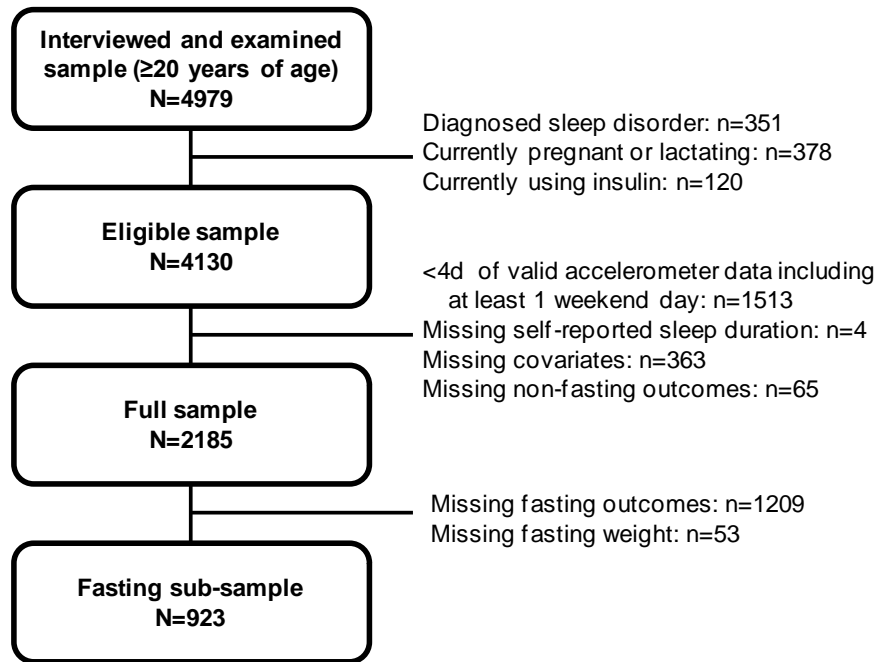 Interviewed and examined
sample (≥20 years of age)
N=4979
Diagnosed sleep disorder: n=351
Currently pregnant or lactating: n=378
Currently using insulin: n=120
Eligible sample
N=4130
<4d of valid accelerometer data including
at least 1 weekend day: n=1513
Missing self-reported sleep duration: n=4
Missing covariates: n=363
Missing non-fasting outcomes: n=65
Full sample
N=2185
Missing fasting outcomes: n=1209
Missing fasting weight: n=53
Fasting sub-sample
N=923